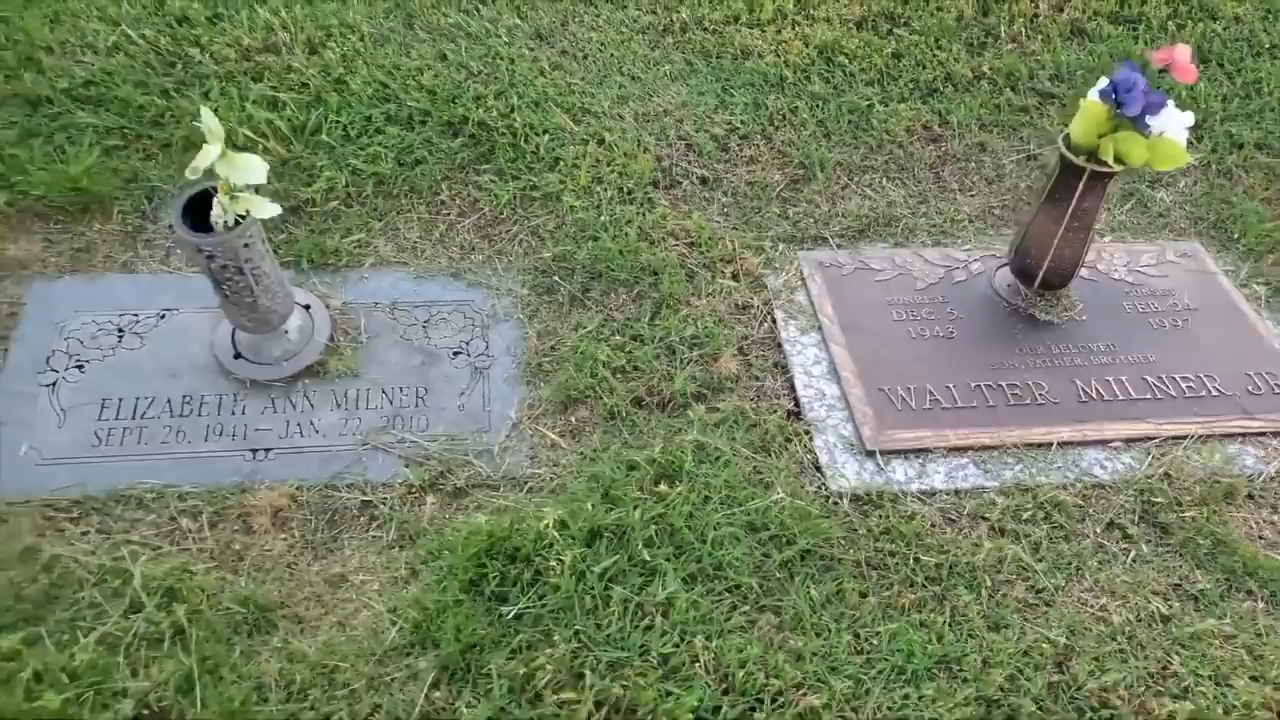 ELIZABETH ANN MILNER
SEPT. 26, 1941 — JAN. 22, 2010
SUNRISE
DEC. 5,
1943
SUNSET
FEB. 24,
1997
OUR BELOVED
SON, FATHER, BROTHER
WALTER MILNER, JR